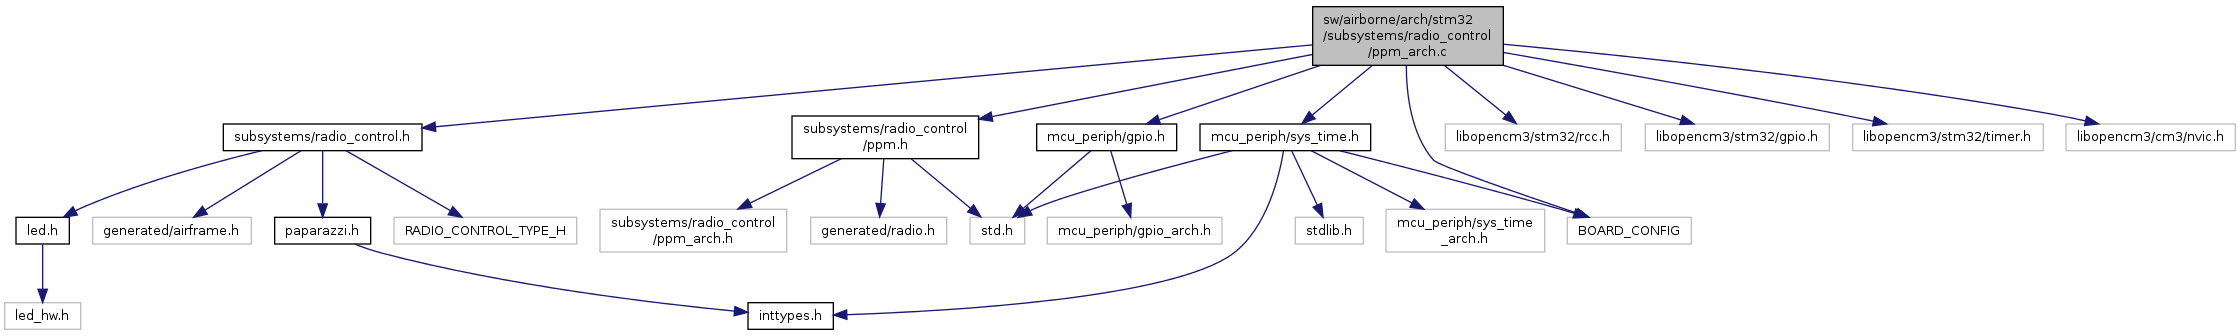 sw/airborne/arch/stm32
/subsystems/radio_control
/ppm_arch.c
subsystems/radio_control.h
subsystems/radio_control
/ppm.h
mcu_periph/gpio.h
mcu_periph/sys_time.h
libopencm3/stm32/rcc.h
libopencm3/stm32/gpio.h
libopencm3/stm32/timer.h
libopencm3/cm3/nvic.h
led.h
generated/airframe.h
paparazzi.h
RADIO_CONTROL_TYPE_H
subsystems/radio_control
/ppm_arch.h
generated/radio.h
std.h
mcu_periph/gpio_arch.h
stdlib.h
mcu_periph/sys_time
_arch.h
BOARD_CONFIG
led_hw.h
inttypes.h